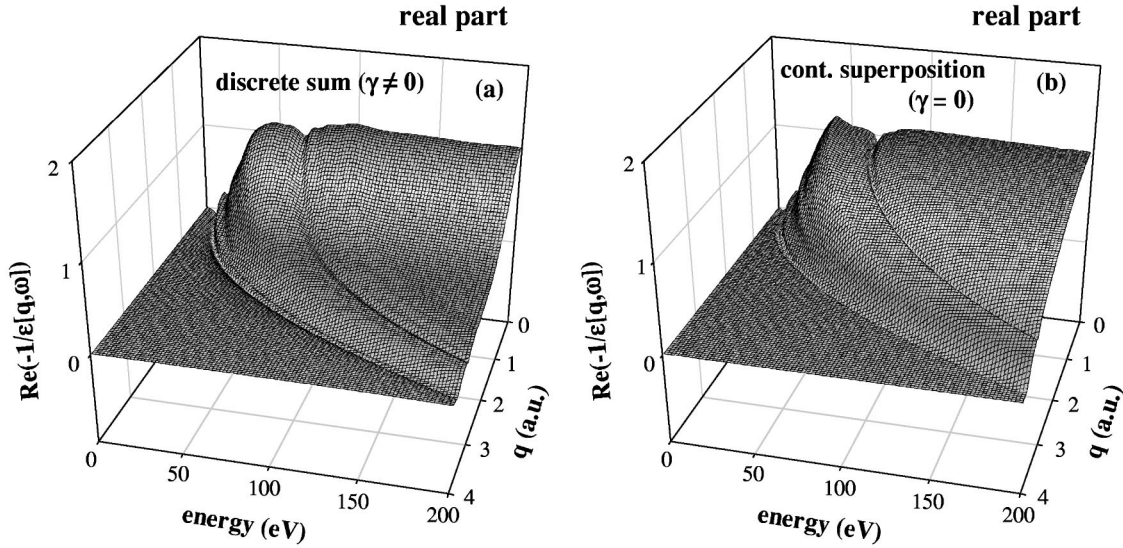 real part
discrete sum (γ ≠ 0)
(a)
2
1
0
Re(-1/ε[q,ω])
0
50
100
150
200
energy (eV)
0
1
2
3
4
q (a.u.)
real part
cont. superposition
(γ = 0)
(b)
2
1
0
Re(-1/ε[q,ω])
0
50
100
150
200
energy (eV)
0
1
2
3
4
q (a.u.)